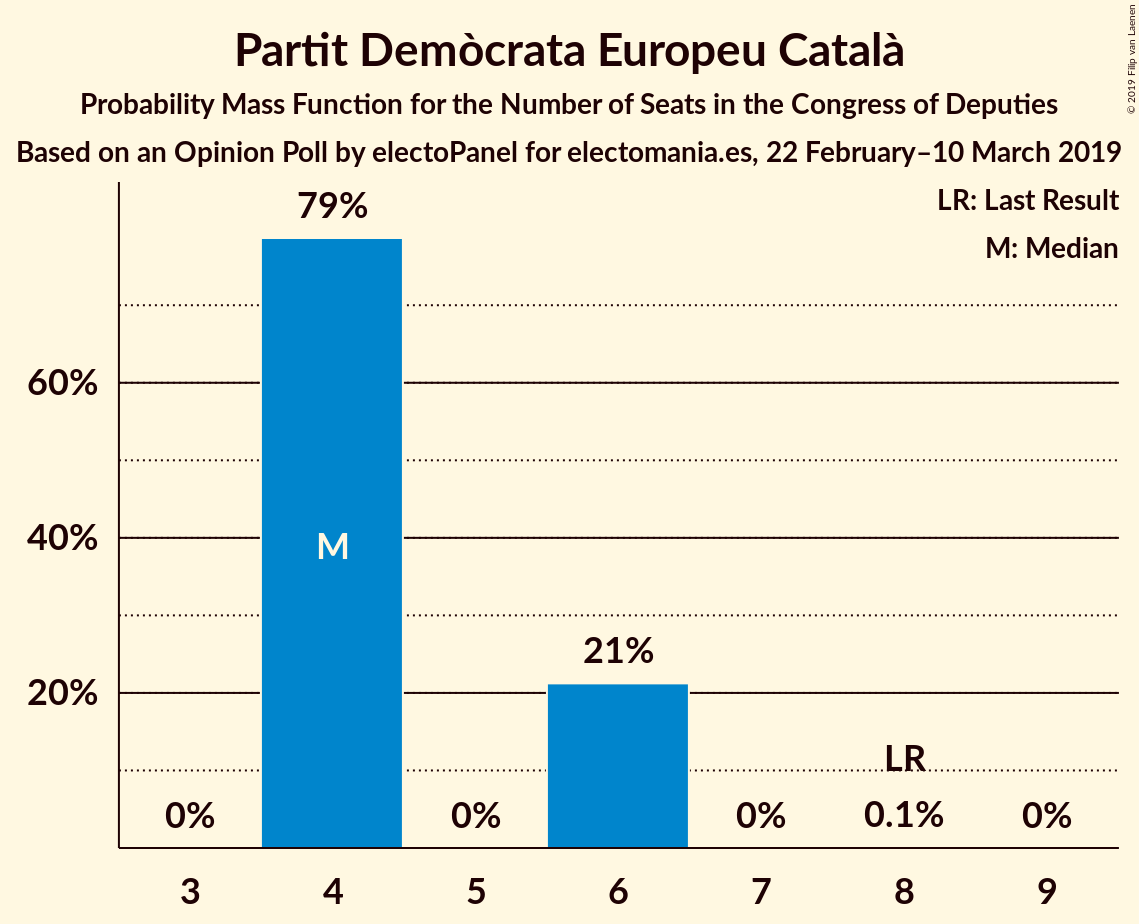 Partit Demòcrata Europeu Català
Probability Mass Function for the Number of Seats in the Congress of Deputies
Based on an Opinion Poll by electoPanel for electomania.es, 22 February–10 March 2019
© 2019 Filip van Laenen
LR: Last Result
M: Median
79%
60%
40%
M
21%
20%
LR
0%
0%
0%
0.1%
0%
3 4 5 6 7 8 9